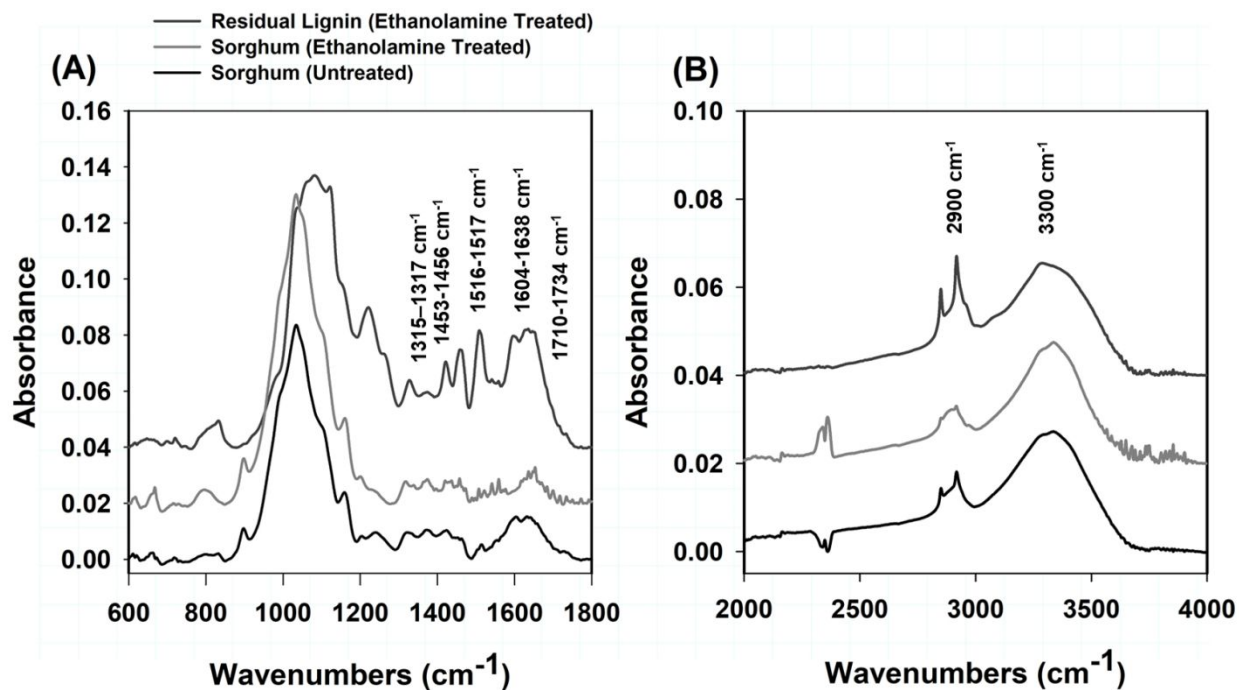 Residual Lignin (Ethanolamine Treated)
Sorghum (Ethanolamine Treated)
Sorghum (Untreated)
(A)
Absorbance
0.16
0.14
0.12
0.10
0.08
0.06
0.04
0.02
0.00
1315–1317 cm-1
1453-1456 cm-1
1516-1517 cm-1
1604-1638 cm-1
1710-1734 cm-1
600 800 1000 1200 1400 1600 1800
Wavenumbers (cm-1)
(B)
Absorbance
0.10
0.08
0.06
0.04
0.02
0.00
2900 cm-1
3300 cm-1
2000 2500 3000 3500 4000
Wavenumbers (cm-1)